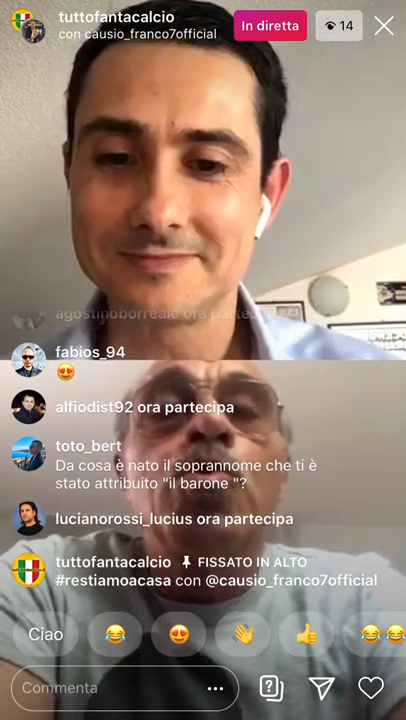 tuttofantacalcio
con causio_franco7official
In diretta
14
agostinoborreale ora partecipa
fabios_94
😍
alfiodist92 ora partecipa
toto_bert
Da cosa è nato il soprannome che ti è
stato attribuito "il barone "?
lucianorossi_lucius ora partecipa
tuttofantacalcio FISSATO IN ALTO
#restiamoacasa con @causio_franco7official
Ciao 😂 😍 👋 👍 😂😂
Commenta